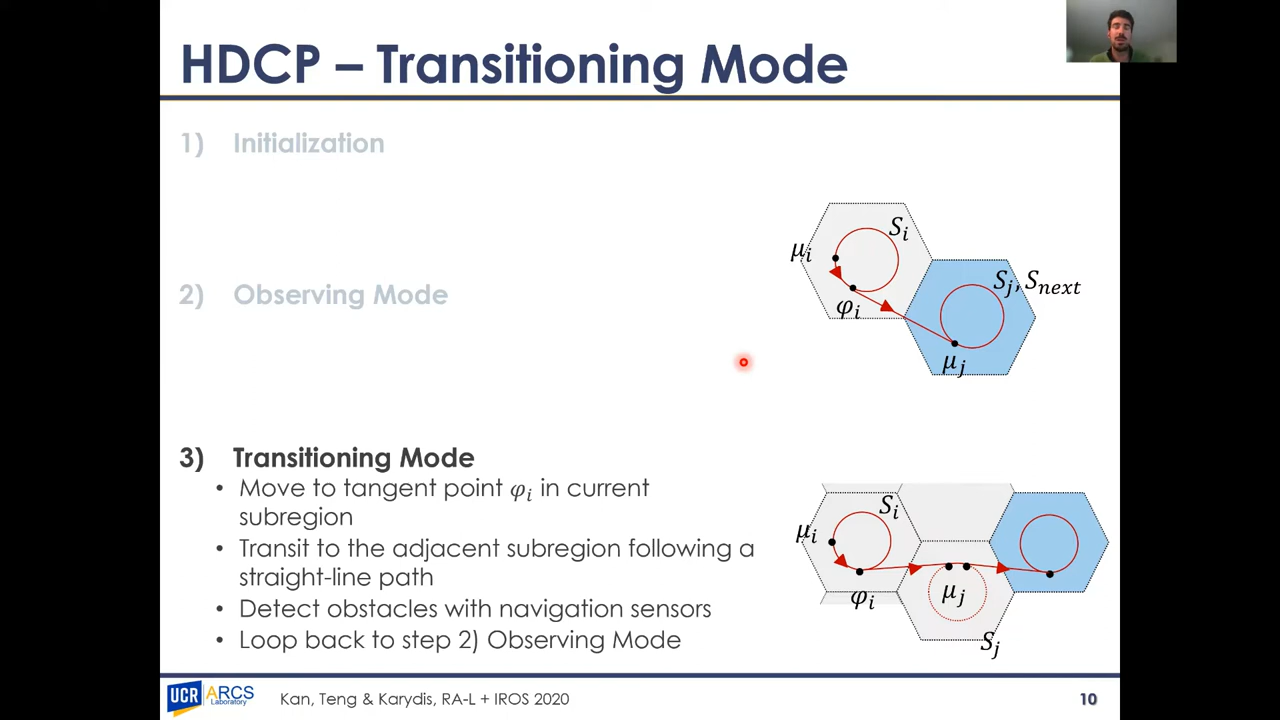 HDCP – Transitioning Mode
1) Initialization
2) Observing Mode
3) Transitioning Mode
• Move to tangent point φᵢ in current
subregion
• Transit to the adjacent subregion following a
straight-line path
• Detect obstacles with navigation sensors
• Loop back to step 2) Observing Mode
Sᵢ
μᵢ
φᵢ
Sⱼ, Sₙₑₓₜ
μⱼ
Sᵢ
μᵢ
φᵢ
μⱼ
Sⱼ
UCR ARCS
Laboratory
Kan, Teng & Karydis, RA-L + IROS 2020
10